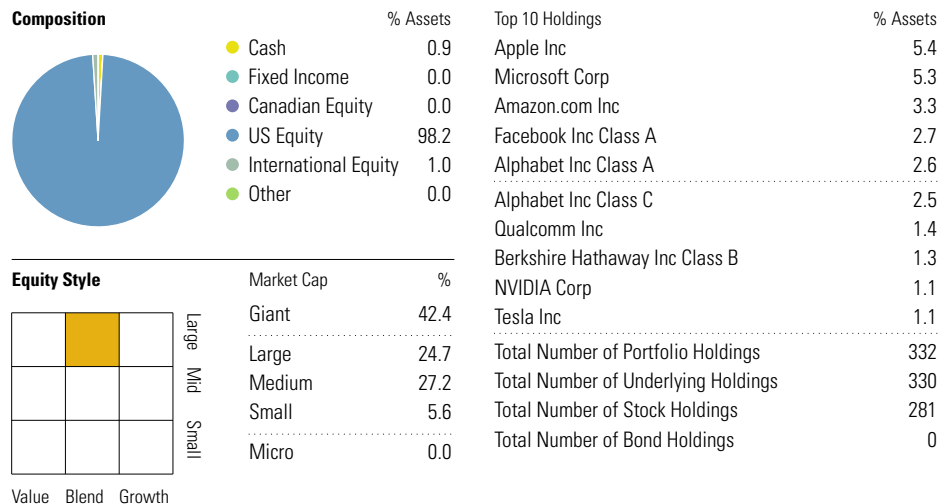 Composition % Assets
Cash 0.9
Fixed Income 0.0
Canadian Equity 0.0
US Equity 98.2
International Equity 1.0
Other 0.0
Equity Style
Large
Mid
Small
Value Blend Growth
Market Cap %
Giant 42.4
Large 24.7
Medium 27.2
Small 5.6
Micro 0.0
Top 10 Holdings % Assets
Apple Inc 5.4
Microsoft Corp 5.3
Amazon.com Inc 3.3
Facebook Inc Class A 2.7
Alphabet Inc Class A 2.6
Alphabet Inc Class C 2.5
Qualcomm Inc 1.4
Berkshire Hathaway Inc Class B 1.3
NVIDIA Corp 1.1
Tesla Inc 1.1
Total Number of Portfolio Holdings 332
Total Number of Underlying Holdings 330
Total Number of Stock Holdings 281
Total Number of Bond Holdings 0